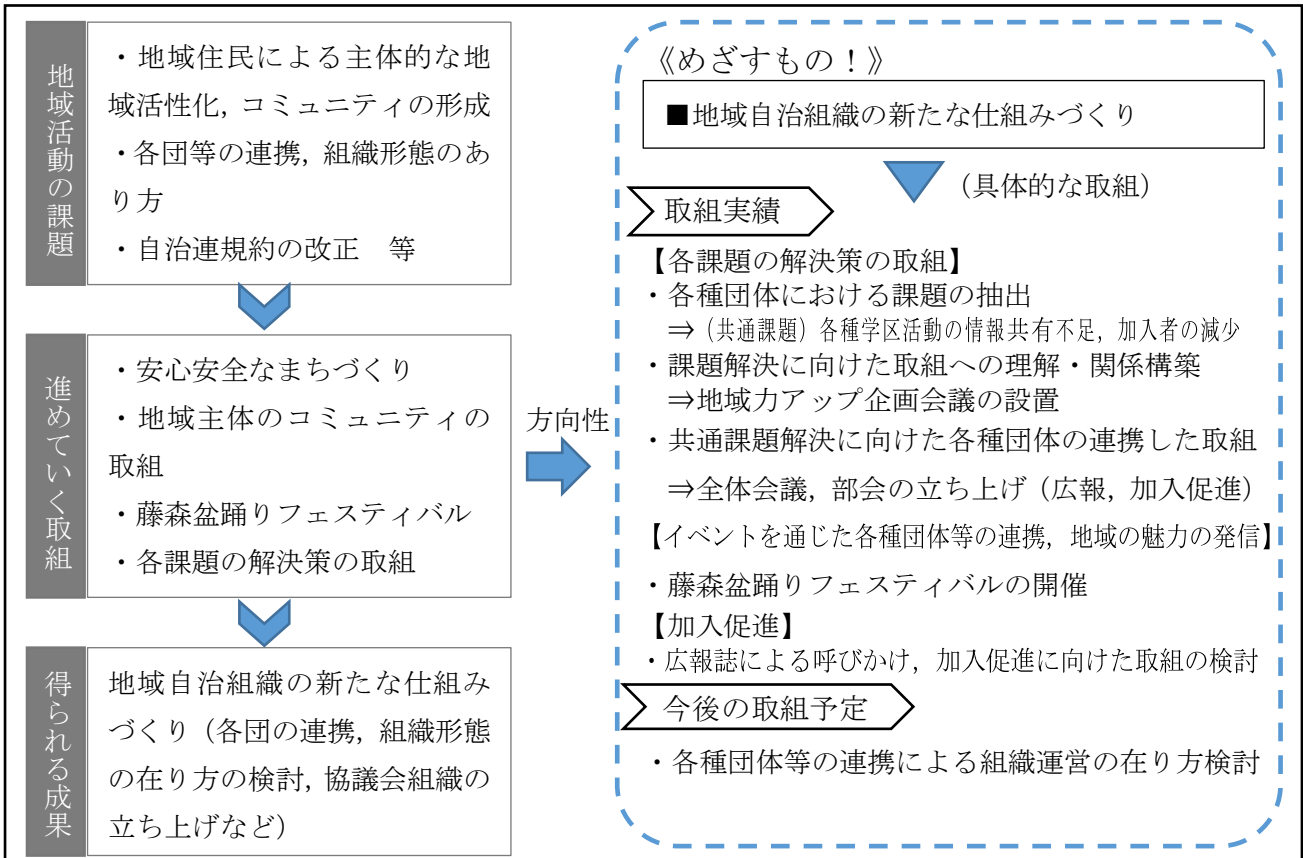 地域活動の課題
・地域住民による主体的な地
域活性化，コミュニティの形成
・各団等の連携，組織形態のあ
り方
・自治連規約の改正　等
進めていく取組
・安心安全なまちづくり
・地域主体のコミュニティの
取組
・藤森盆踊りフェスティバル
・各課題の解決策の取組
得られる成果
地域自治組織の新たな仕組み
づくり（各団の連携，組織形態
の在り方の検討，協議会組織の
立ち上げなど）
方向性
《めざすもの！》
■地域自治組織の新たな仕組みづくり
（具体的な取組）
取組実績
【各課題の解決策の取組】
・各種団体における課題の抽出
⇒（共通課題）各種学区活動の情報共有不足，加入者の減少
・課題解決に向けた取組への理解・関係構築
⇒地域力アップ企画会議の設置
・共通課題解決に向けた各種団体の連携した取組
⇒全体会議，部会の立ち上げ（広報，加入促進）
【イベントを通じた各種団体等の連携，地域の魅力の発信】
・藤森盆踊りフェスティバルの開催
【加入促進】
・広報誌による呼びかけ，加入促進に向けた取組の検討
今後の取組予定
・各種団体等の連携による組織運営の在り方検討